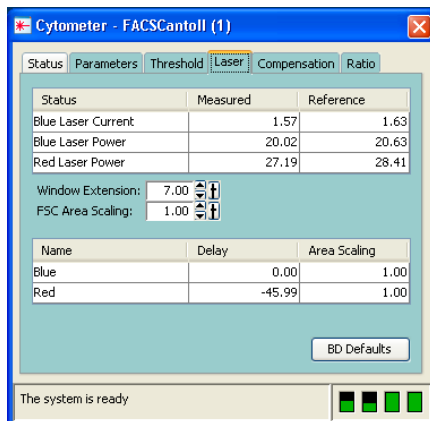 Cytometer - FACSCantoII (1)
Status Parameters Threshold Laser Compensation Ratio
Status Measured Reference
Blue Laser Current 1.57 1.63
Blue Laser Power 20.02 20.63
Red Laser Power 27.19 28.41
Window Extension: 7.00
FSC Area Scaling: 1.00
Name Delay Area Scaling
Blue 0.00 1.00
Red -45.99 1.00
BD Defaults
The system is ready